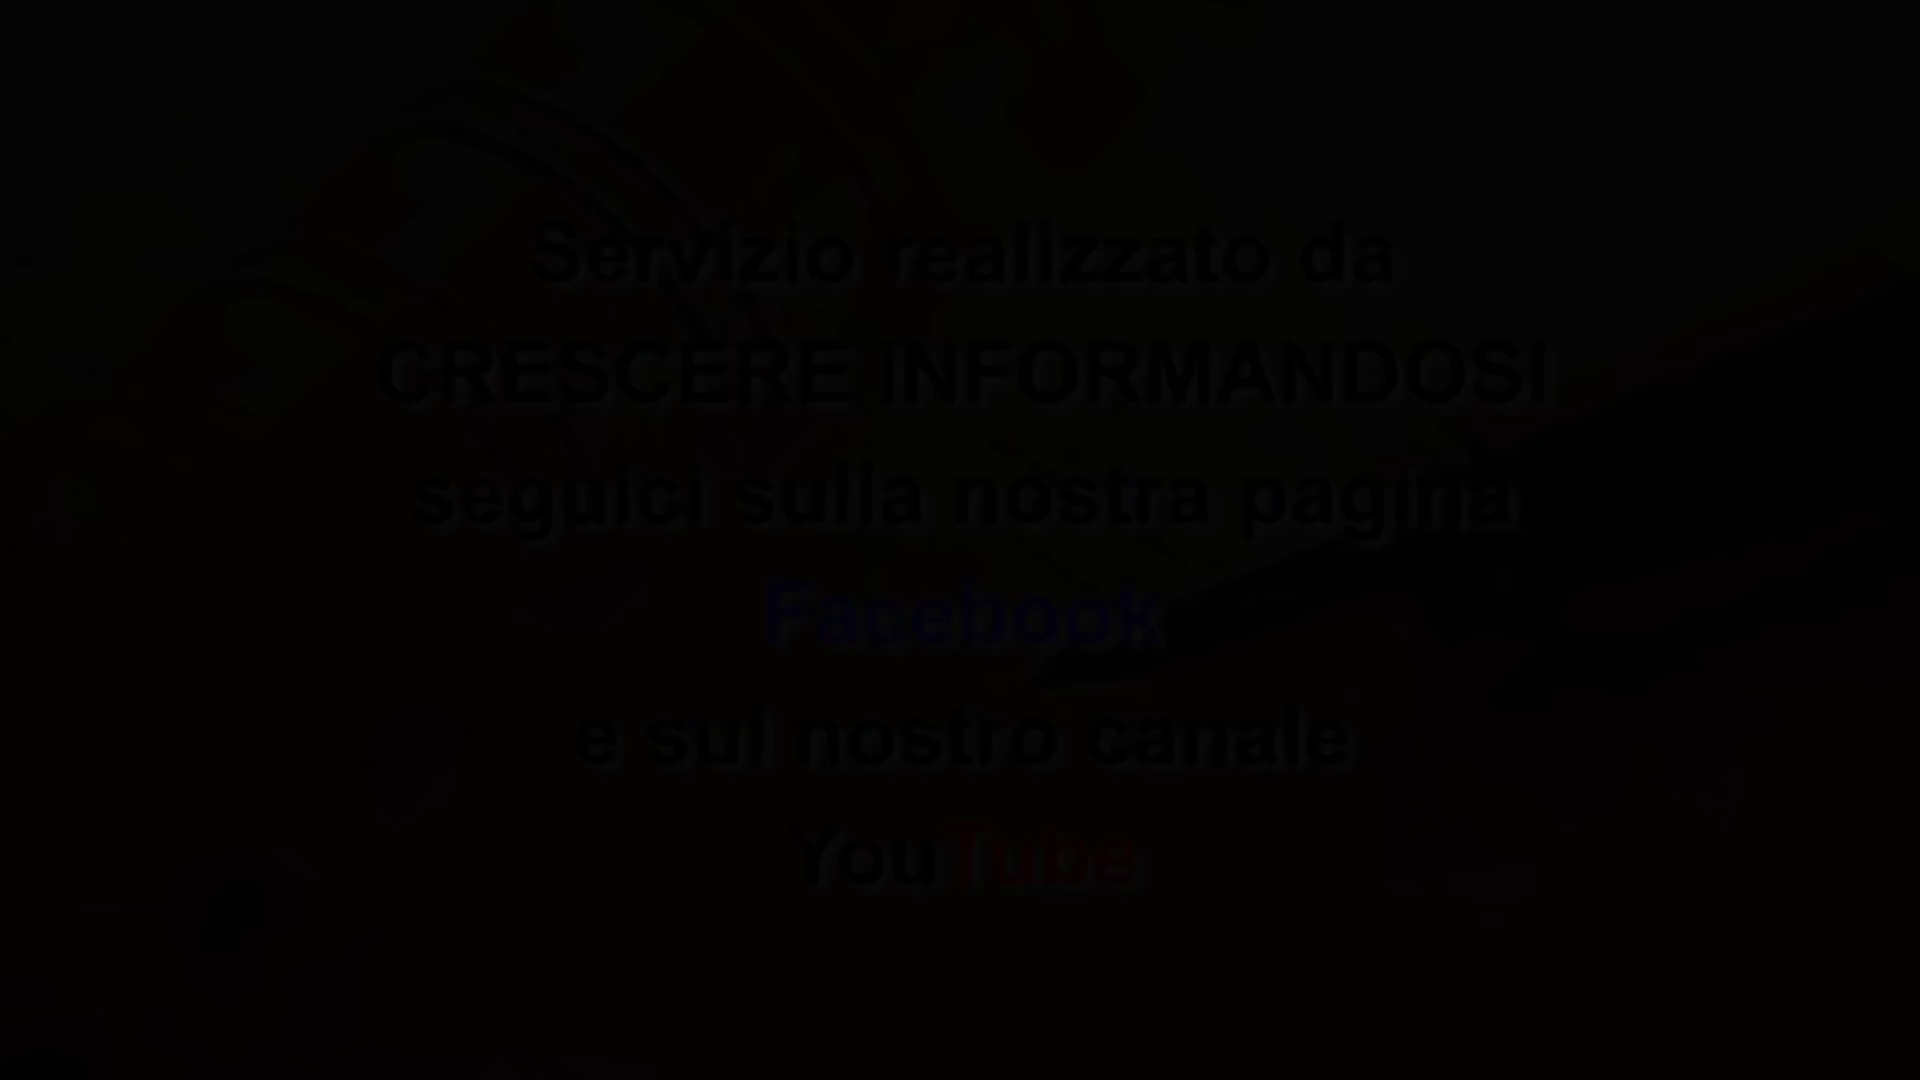 Servizio realizzato da
CRESCERE INFORMANDOSI
seguici sulla nostra pagina
Facebook
e sul nostro canale
YouTube